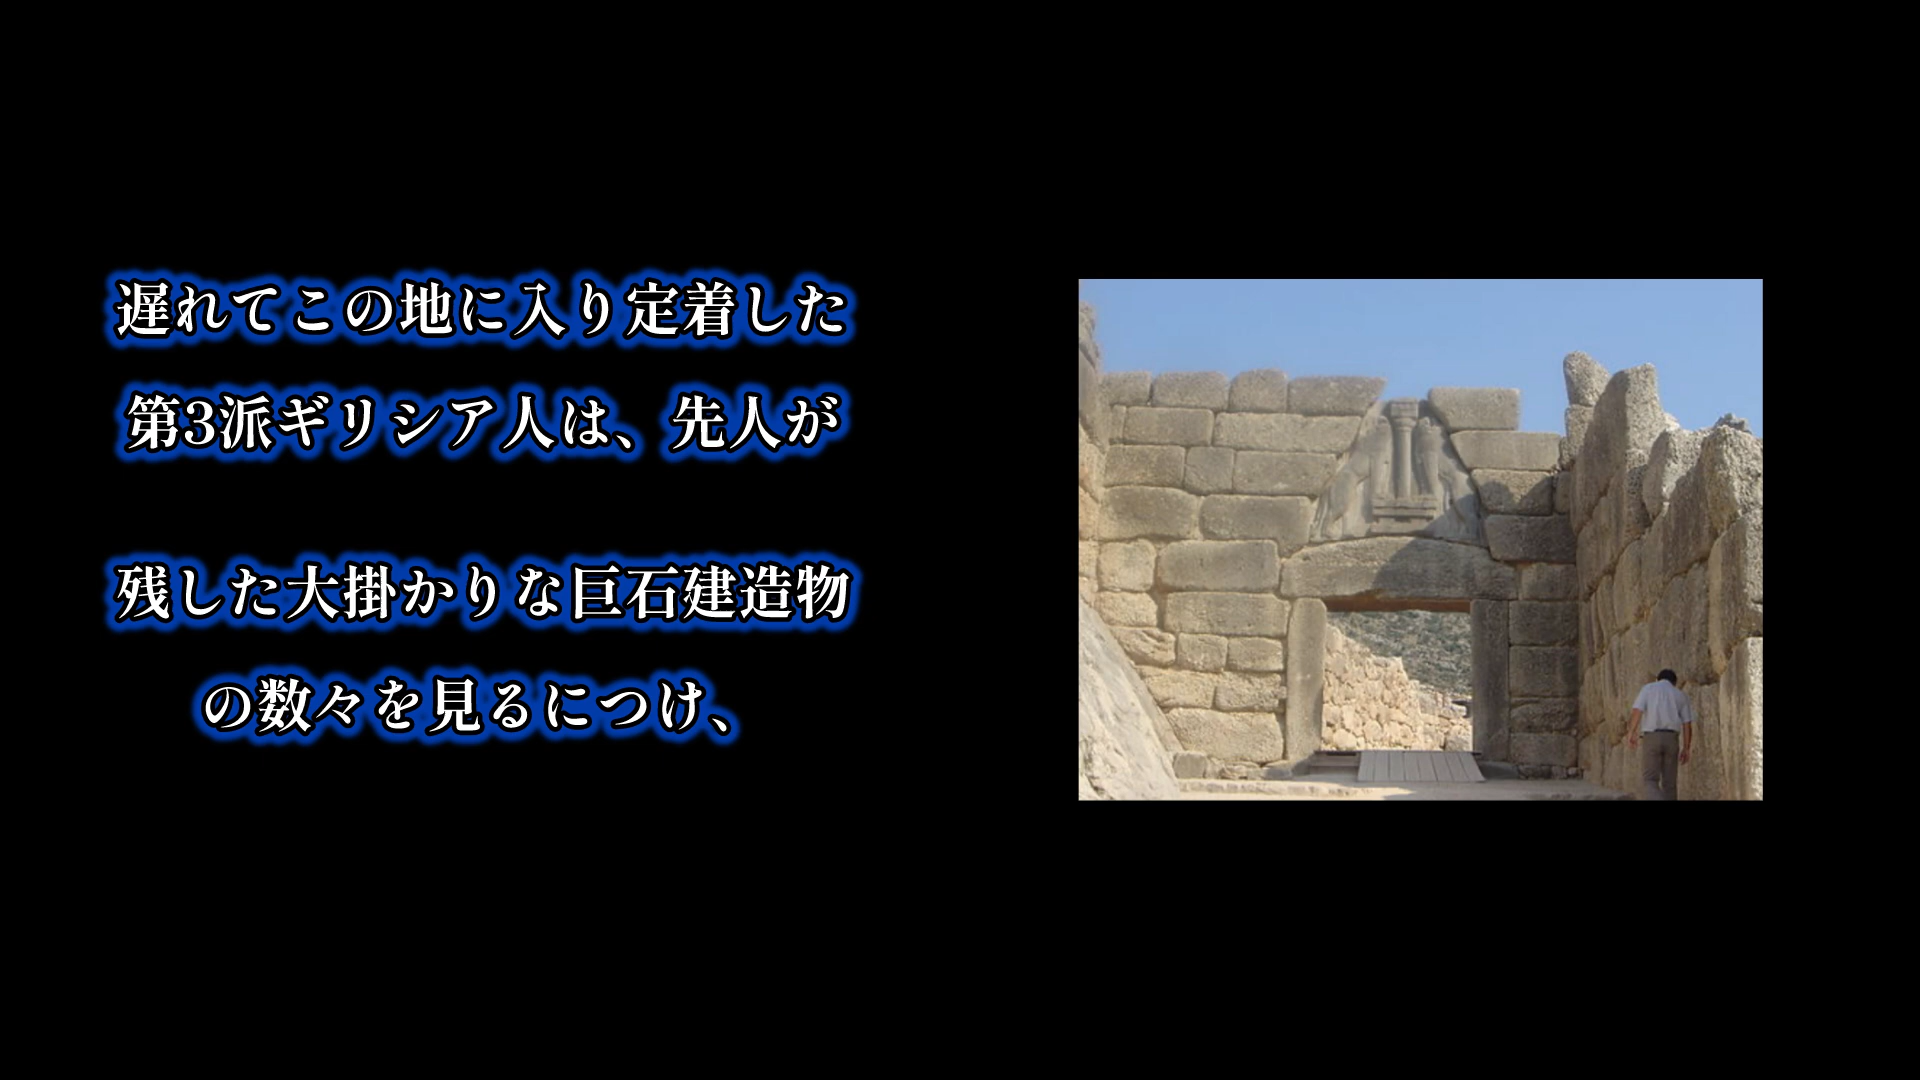 遅れてこの地に入り定着した
第3派ギリシア人は、先人が
残した大掛かりな巨石建造物
の数々を見るにつけ、